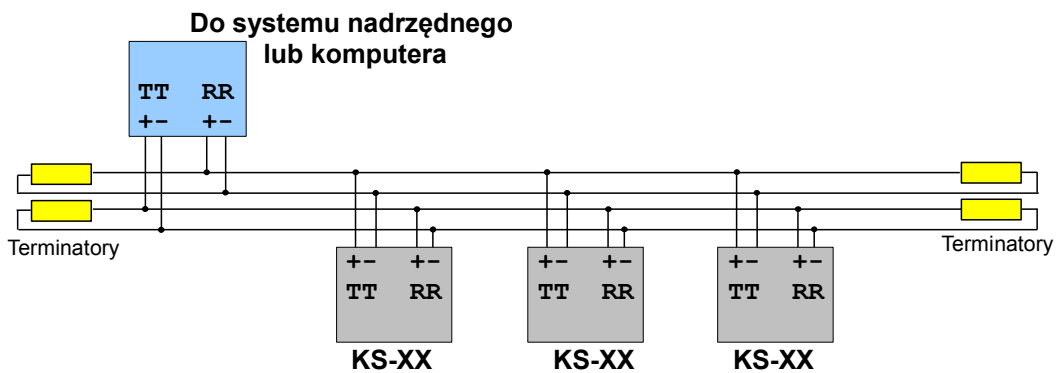 Do systemu nadrzędnego
lub komputera
TT RR
+- +-
Terminatory
Terminatory
+- +-
TT RR
KS-XX
+- +-
TT RR
KS-XX
+- +-
TT RR
KS-XX